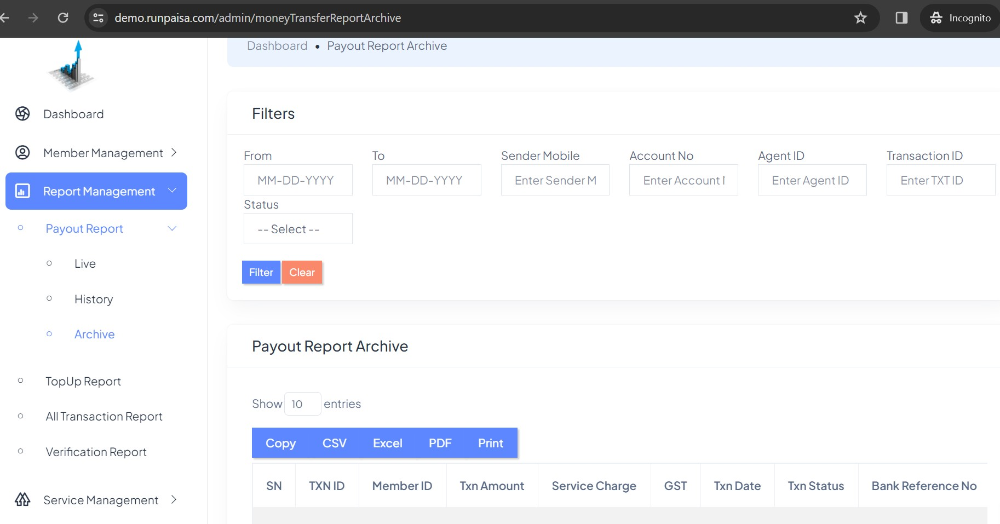 demo.runpaisa.com/admin/moneyTransferReportArchive
Incognito
Dashboard • Payout Report Archive
Dashboard
Member Management
Report Management
Payout Report
Live
History
Archive
TopUp Report
All Transaction Report
Verification Report
Service Management
Filters
From To Sender Mobile Account No Agent ID Transaction ID
MM-DD-YYYY MM-DD-YYYY Enter Sender M Enter Account Enter Agent ID Enter TXT ID
Status
-- Select --
Filter Clear
Payout Report Archive
Show 10 entries
Copy CSV Excel PDF Print
SN TXN ID Member ID Txn Amount Service Charge GST Txn Date Txn Status Bank Reference No